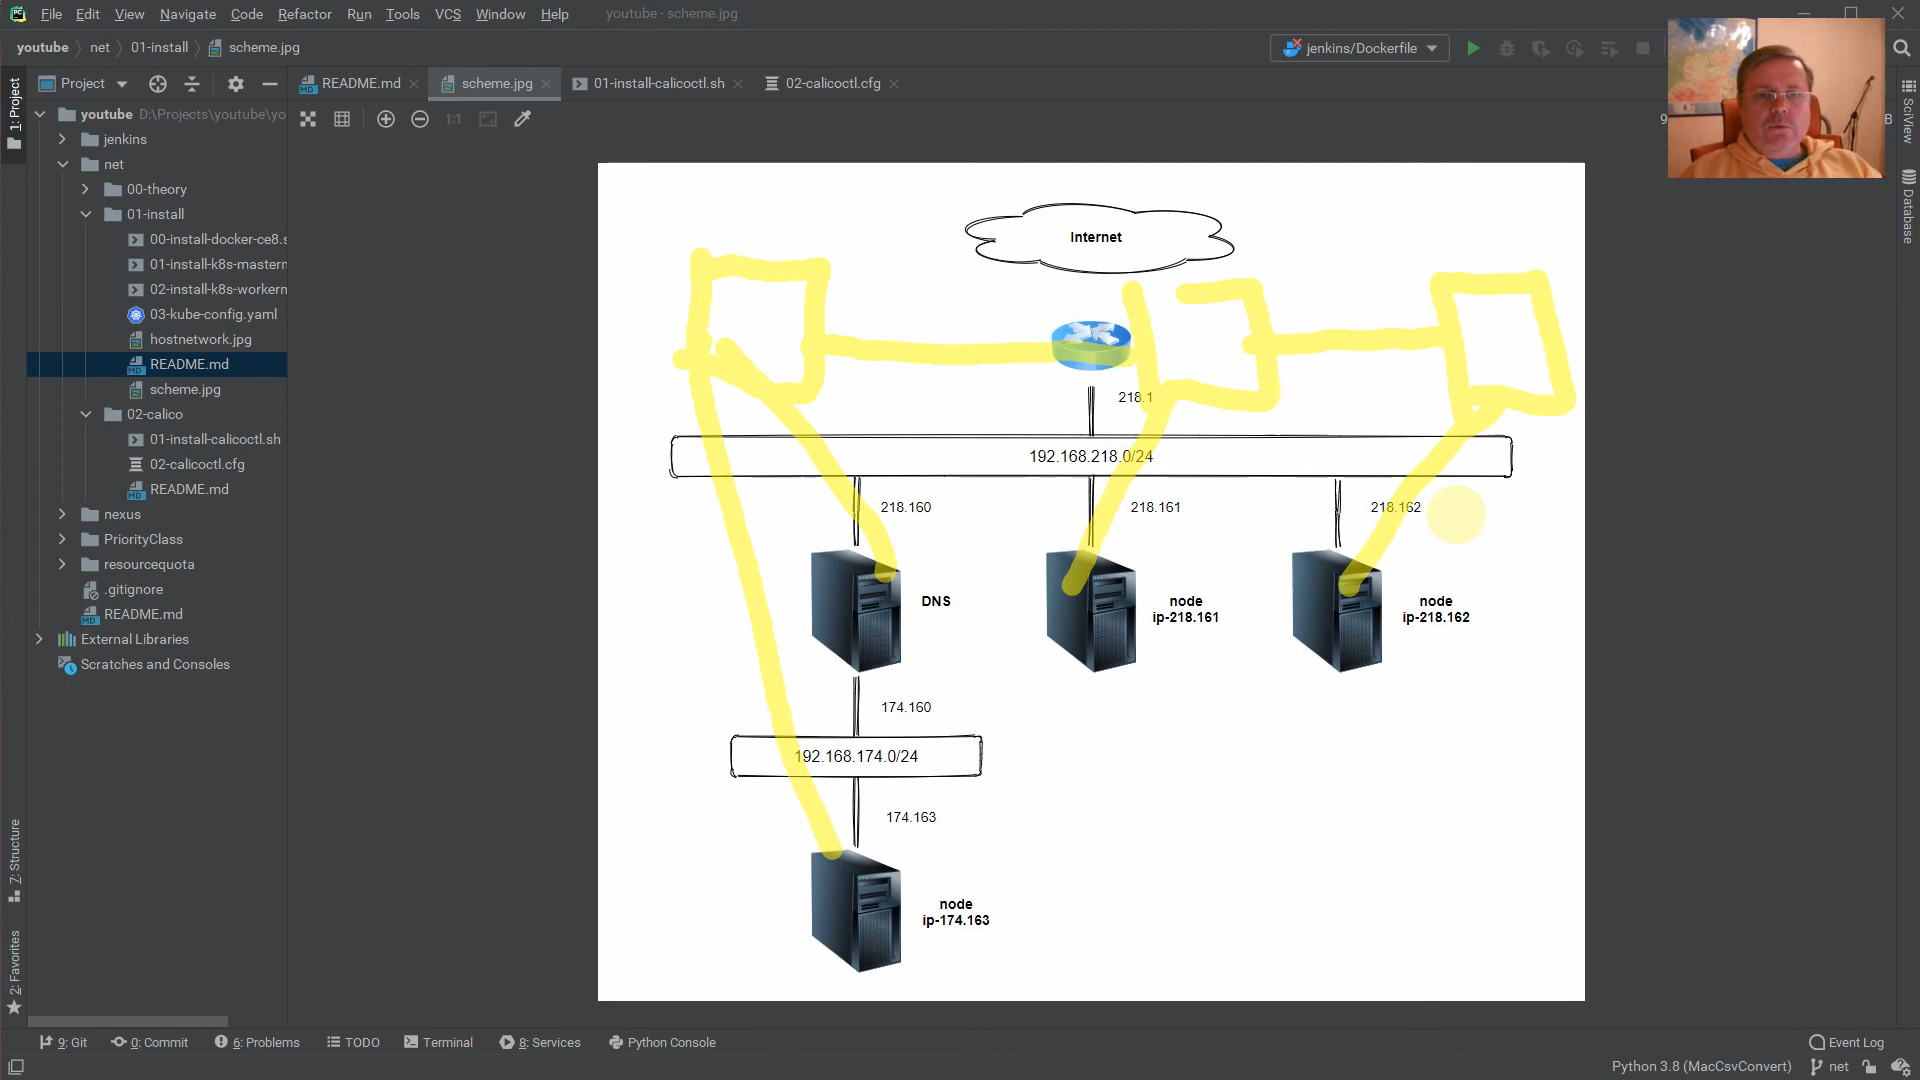 File Edit View Navigate Code Refactor Run Tools VCS Window Help youtube - scheme.jpg
youtube net 01-install scheme.jpg
jenkins/Dockerfile
1: Project
Project
README.md scheme.jpg 01-install-calicoctl.sh 02-calicoctl.cfg
1:1
9
B
SciView
Database
youtube D:\Projects\youtube\yo
jenkins
net
00-theory
01-install
00-install-docker-ce8.s
01-install-k8s-mastern
02-install-k8s-workern
03-kube-config.yaml
hostnetwork.jpg
README.md
scheme.jpg
02-calico
01-install-calicoctl.sh
02-calicoctl.cfg
README.md
nexus
PriorityClass
resourcequota
.gitignore
README.md
External Libraries
Scratches and Consoles
Internet
218.1
192.168.218.0/24
218.160 218.161 218.162
DNS
node
ip-218.161
node
ip-218.162
174.160
192.168.174.0/24
174.163
node
ip-174.163
7: Structure
2: Favorites
9: Git 0: Commit 6: Problems TODO Terminal 8: Services Python Console Event Log
Python 3.8 (MacCsvConvert) net